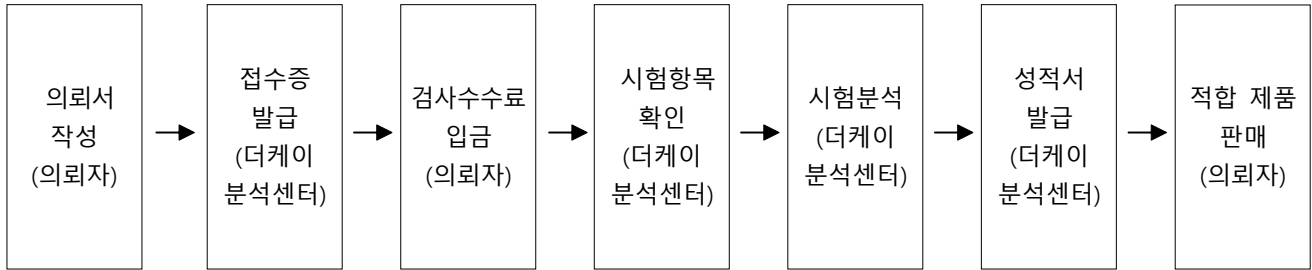 의뢰서
작성
(의뢰자)
접수증
발급
(더케이
분석센터)
검사수수료
입금
(의뢰자)
시험항목
확인
(더케이
분석센터)
시험분석
(더케이
분석센터)
성적서
발급
(더케이
분석센터)
적합 제품
판매
(의뢰자)